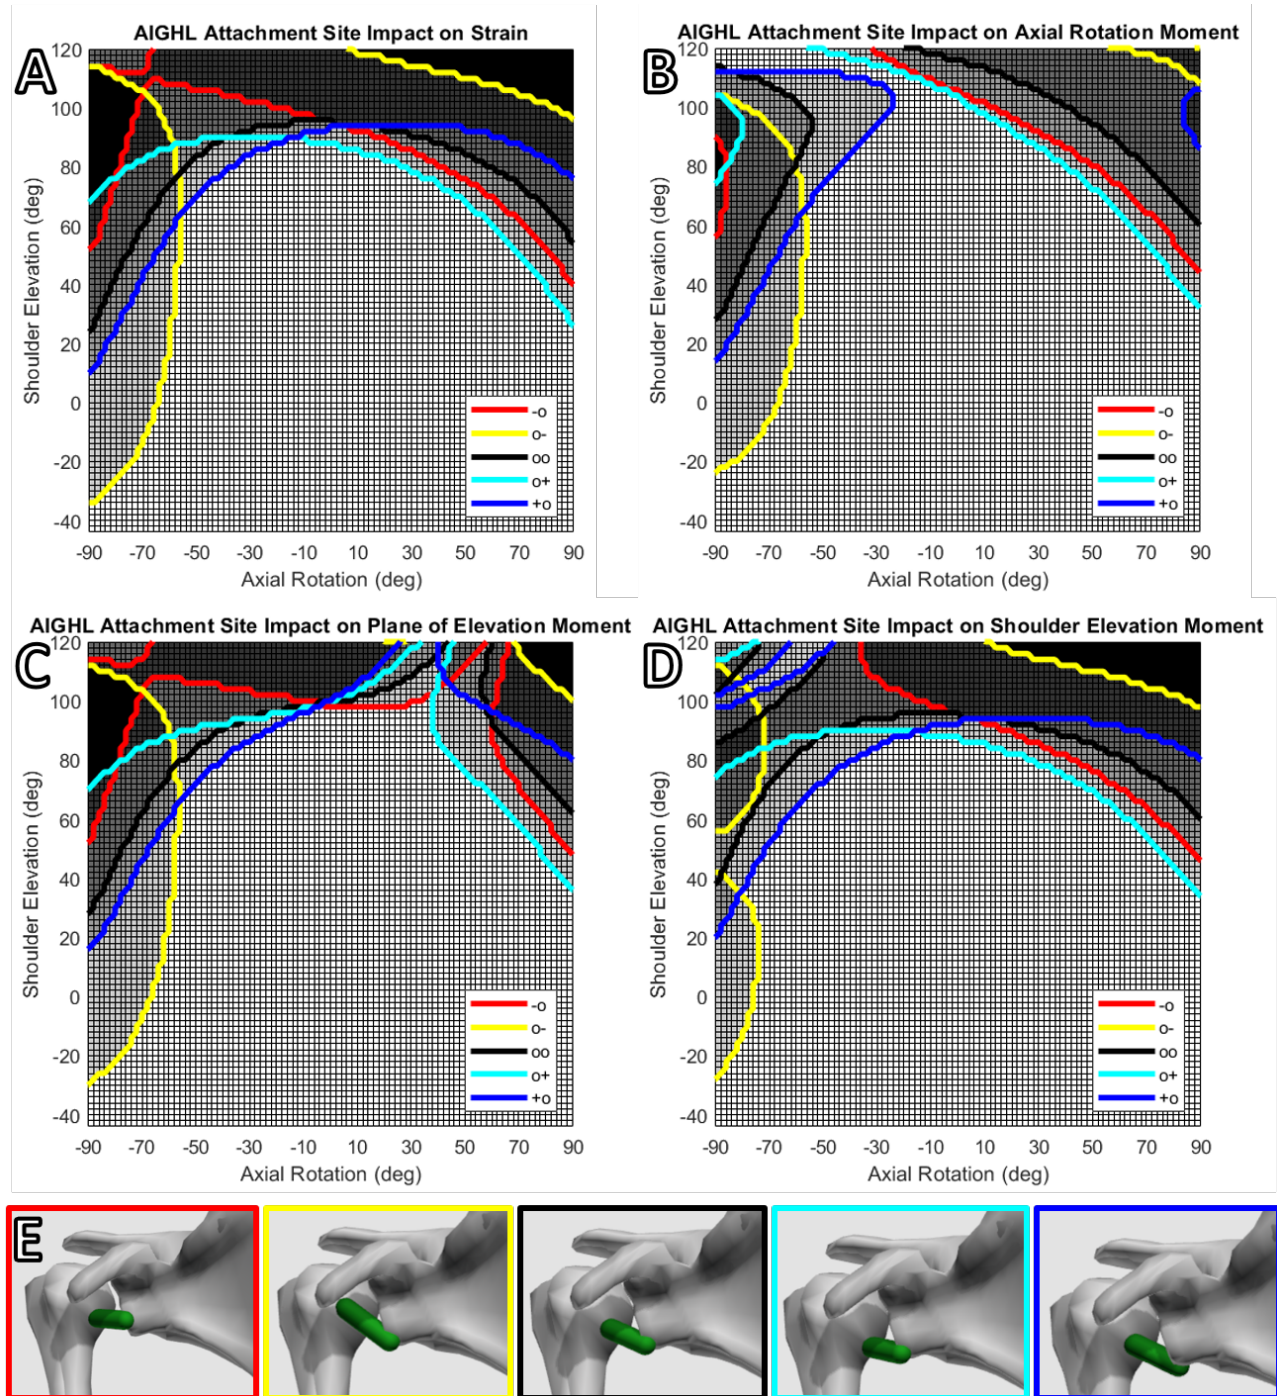 AIGHL Attachment Site Impact on Strain
A
Shoulder Elevation (deg)
120
100
80
60
40
20
0
-20
-40
-90 -70 -50 -30 -10 10 30 50 70 90
Axial Rotation (deg)
-o
o-
oo
o+
+o
AIGHL Attachment Site Impact on Axial Rotation Moment
B
Shoulder Elevation (deg)
120
100
80
60
40
20
0
-20
-40
-90 -70 -50 -30 -10 10 30 50 70 90
Axial Rotation (deg)
-o
o-
oo
o+
+o
AIGHL Attachment Site Impact on Plane of Elevation Moment
C
Shoulder Elevation (deg)
120
100
80
60
40
20
0
-20
-40
-90 -70 -50 -30 -10 10 30 50 70 90
Axial Rotation (deg)
-o
o-
oo
o+
+o
AIGHL Attachment Site Impact on Shoulder Elevation Moment
D
Shoulder Elevation (deg)
120
100
80
60
40
20
0
-20
-40
-90 -70 -50 -30 -10 10 30 50 70 90
Axial Rotation (deg)
-o
o-
oo
o+
+o
E